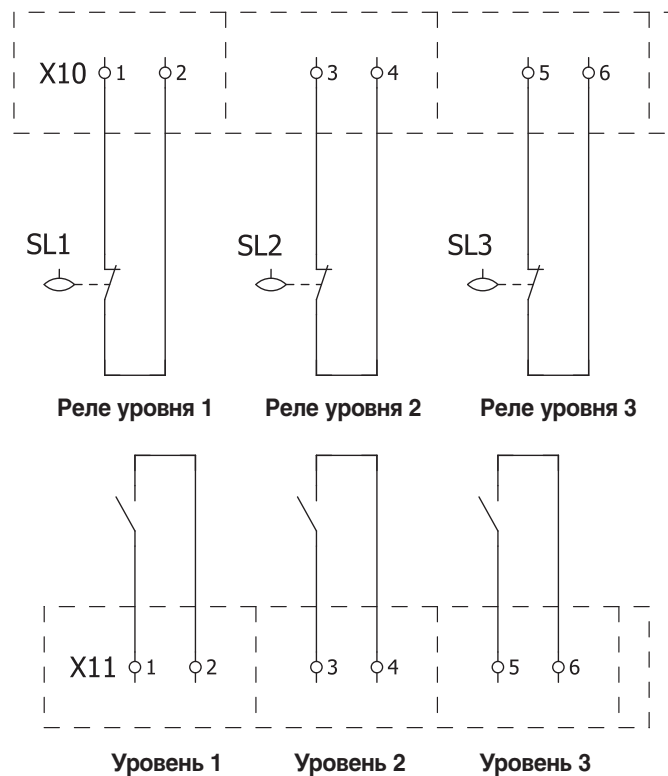 X10 1 2 3 4 5 6
SL1 SL2 SL3
Реле уровня 1 Реле уровня 2 Реле уровня 3
X11 1 2 3 4 5 6
Уровень 1 Уровень 2 Уровень 3